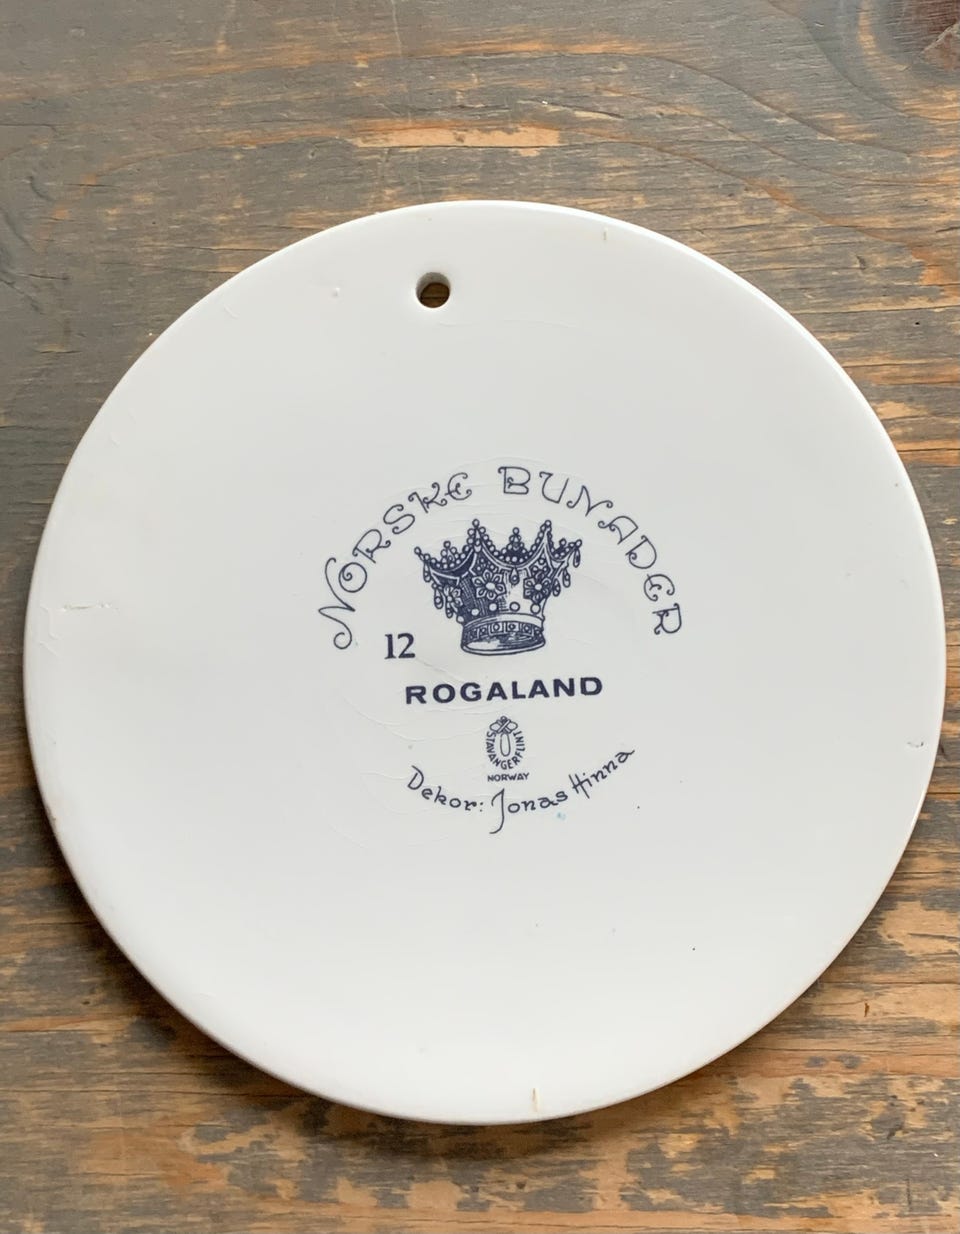 NORSKE BUNADER
12
ROGALAND
STAVANGERFLINT
NORWAY
Dekor: Jonas Hinna